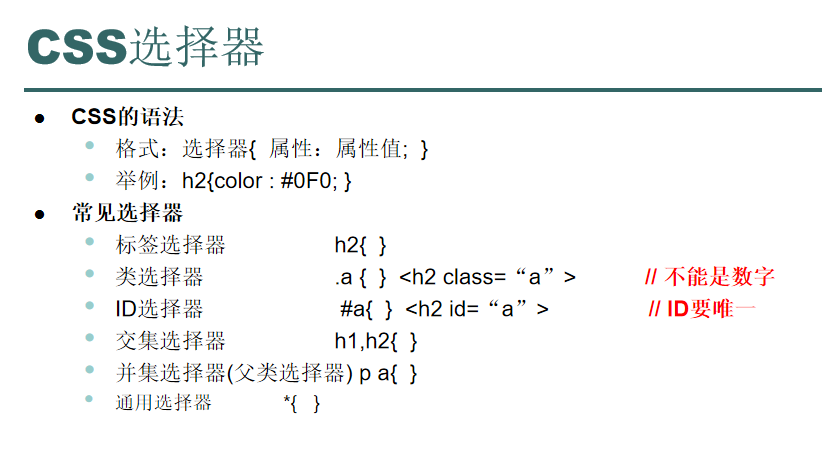 CSS选择器
CSS的语法
格式：选择器{ 属性：属性值; }
举例：h2{color : #0F0; }
常见选择器
标签选择器 h2{ }
类选择器 .a { } <h2 class=“a”> // 不能是数字
ID选择器 #a{ } <h2 id=“a”> // ID要唯一
交集选择器 h1,h2{ }
并集选择器(父类选择器) p a{ }
通用选择器 *{ }